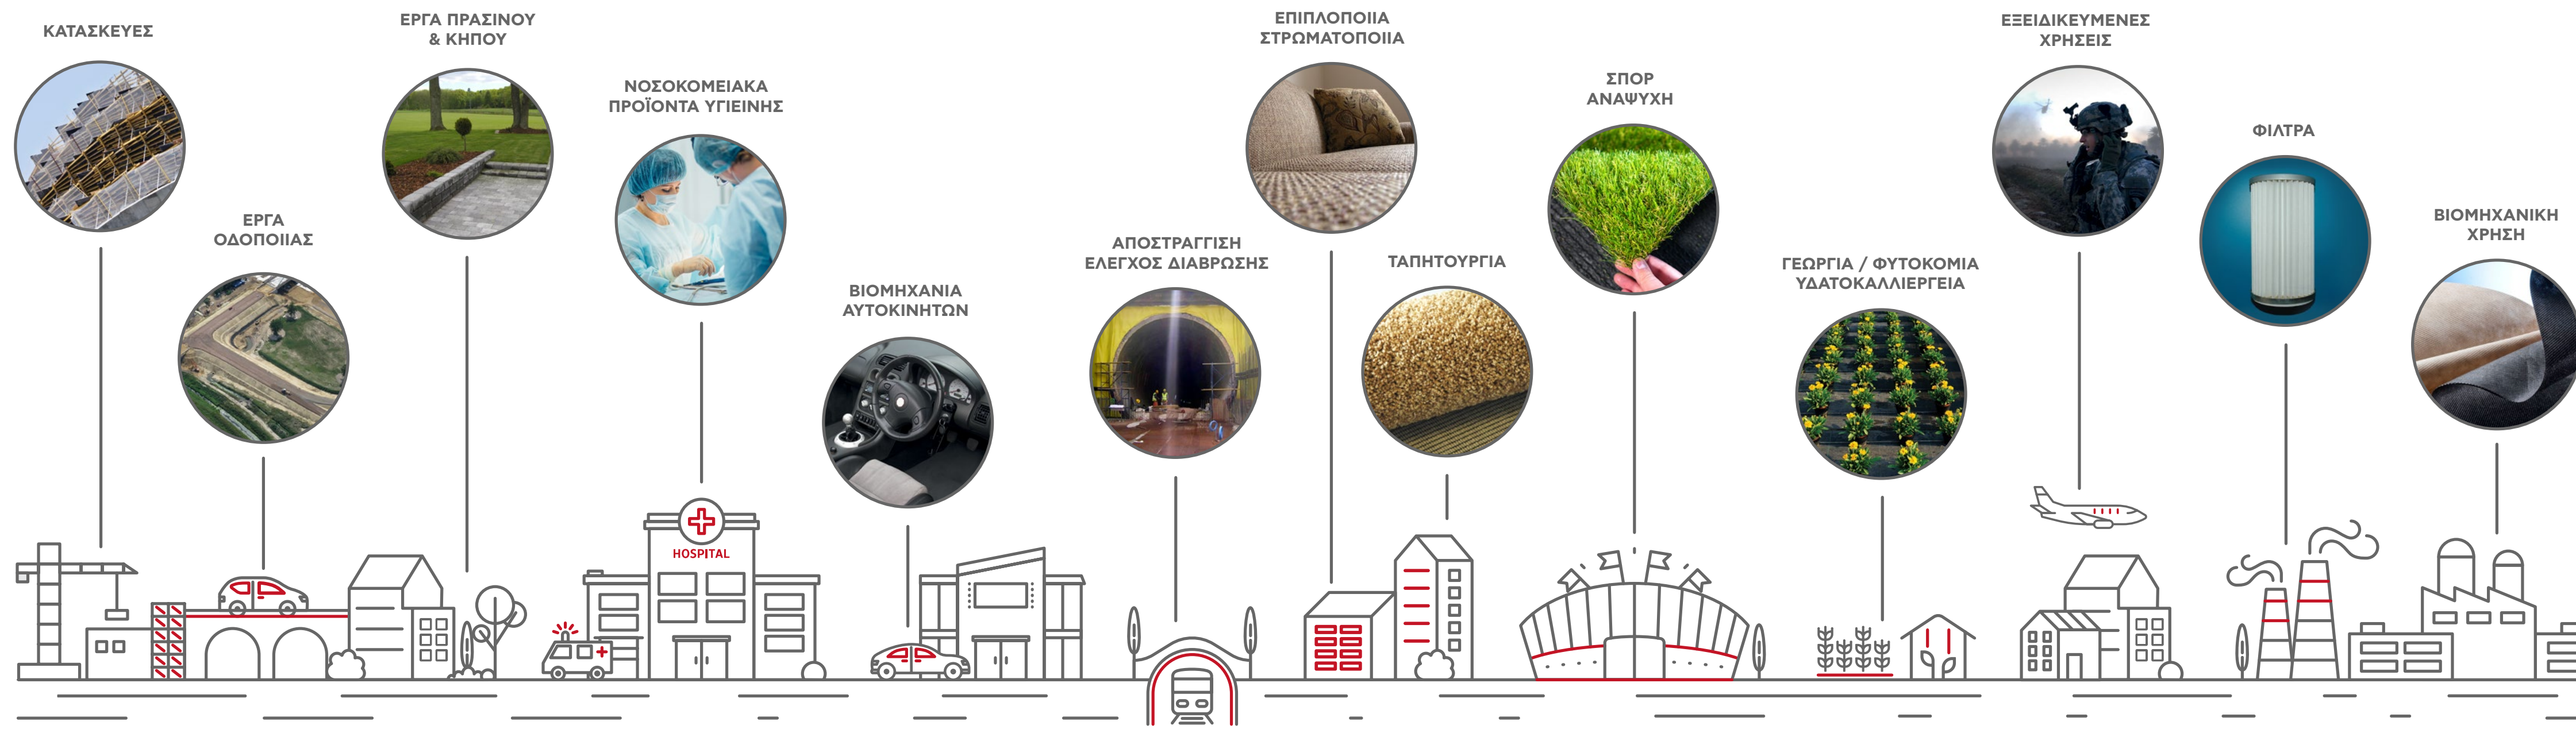 ΚΑΤΑΣΚΕΥΕΣ
ΕΡΓΑ
ΟΔΟΠΟΙΙΑΣ
ΕΡΓΑ ΠΡΑΣΙΝΟΥ
& ΚΗΠΟΥ
ΝΟΣΟΚΟΜΕΙΑΚΑ
ΠΡΟΪΟΝΤΑ ΥΓΙΕΙΝΗΣ
ΒΙΟΜΗΧΑΝΙΑ
ΑΥΤΟΚΙΝΗΤΩΝ
ΑΠΟΣΤΡΑΓΓΙΣΗ
ΕΛΕΓΧΟΣ ΔΙΑΒΡΩΣΗΣ
ΕΠΙΠΛΟΠΟΙΙΑ
ΣΤΡΩΜΑΤΟΠΟΙΙΑ
ΤΑΠΗΤΟΥΡΓΙΑ
ΣΠΟΡ
ΑΝΑΨΥΧΗ
ΓΕΩΡΓΙΑ / ΦΥΤΟΚΟΜΙΑ
ΥΔΑΤΟΚΑΛΛΙΕΡΓΕΙΑ
ΕΞΕΙΔΙΚΕΥΜΕΝΕΣ
ΧΡΗΣΕΙΣ
ΦΙΛΤΡΑ
ΒΙΟΜΗΧΑΝΙΚΗ
ΧΡΗΣΗ
HOSPITAL